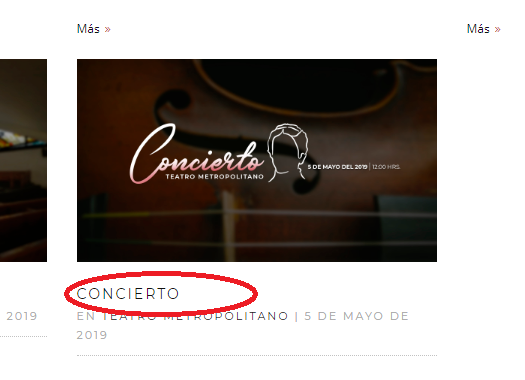 Más »
Más »
Concierto
TEATRO METROPOLITANO
5 DE MAYO DEL 2019 | 12:00 HRS.
CONCIERTO
2019
EN TEATRO METROPOLITANO | 5 DE MAYO DE
2019